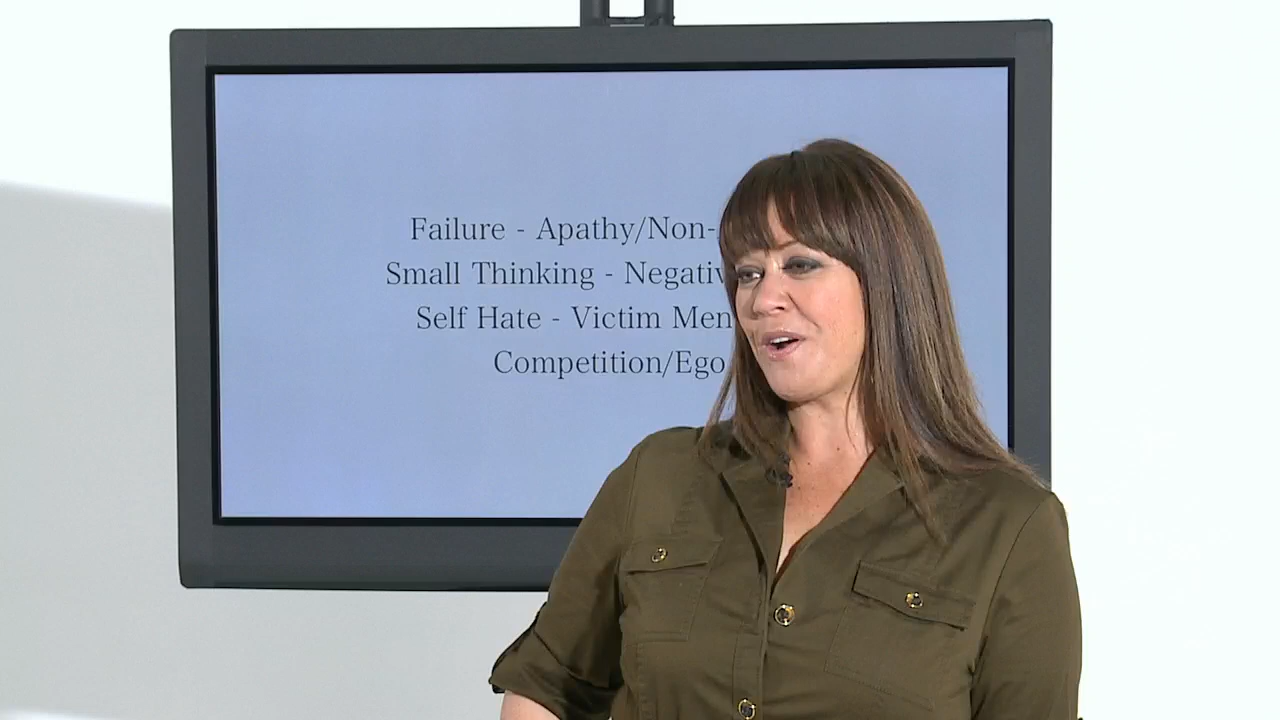 Failure - Apathy/Non-
Small Thinking - Negativ
Self Hate - Victim Men
Competition/Ego